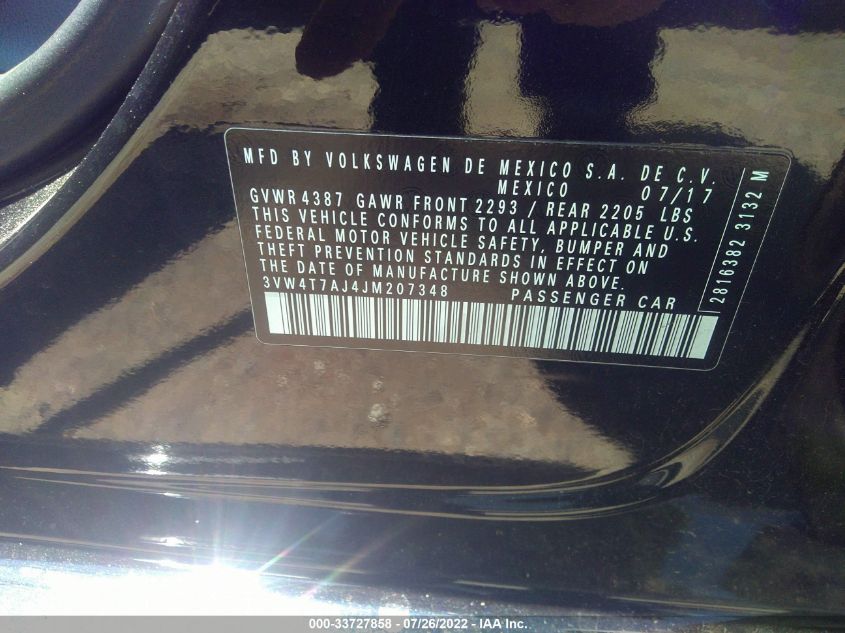 MFD BY VOLKSWAGEN DE MEXICO S.A. DE C.V.
MEXICO 07/17
GVWR 4387 GAWR FRONT 2293 / REAR 2205 LBS
THIS VEHICLE CONFORMS TO ALL APPLICABLE U.S.
FEDERAL MOTOR VEHICLE SAFETY, BUMPER AND
THEFT PREVENTION STANDARDS IN EFFECT ON
THE DATE OF MANUFACTURE SHOWN ABOVE.
3VW4T7AJ4JM207348 PASSENGER CAR
2816382 3132 M
000-33727858 - 07/26/2022 - IAA Inc.